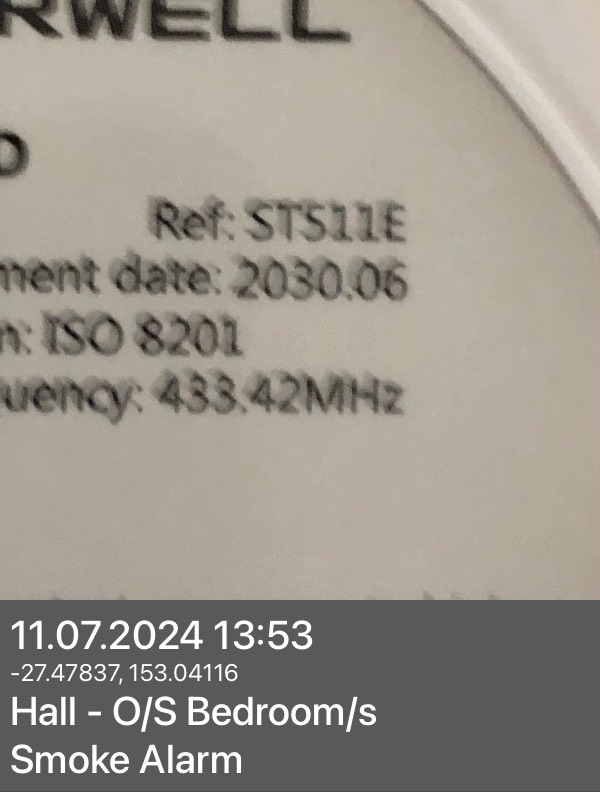 RWELL
Ref: STS11E
ment date: 2030.06
n: ISO 8201
uency: 433.42MHz
11.07.2024 13:53
-27.47837, 153.04116
Hall - O/S Bedroom/s
Smoke Alarm